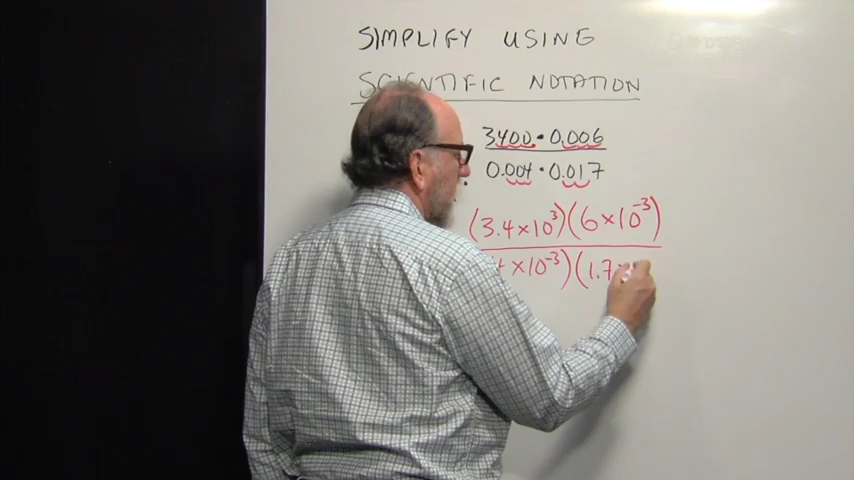 SIMPLIFY USING
SCIENTIFIC NOTATION
3400 · 0.006
0.004 · 0.017
(3.4 × 10³)(6 × 10⁻³)
4 × 10⁻³)(1.7 ×